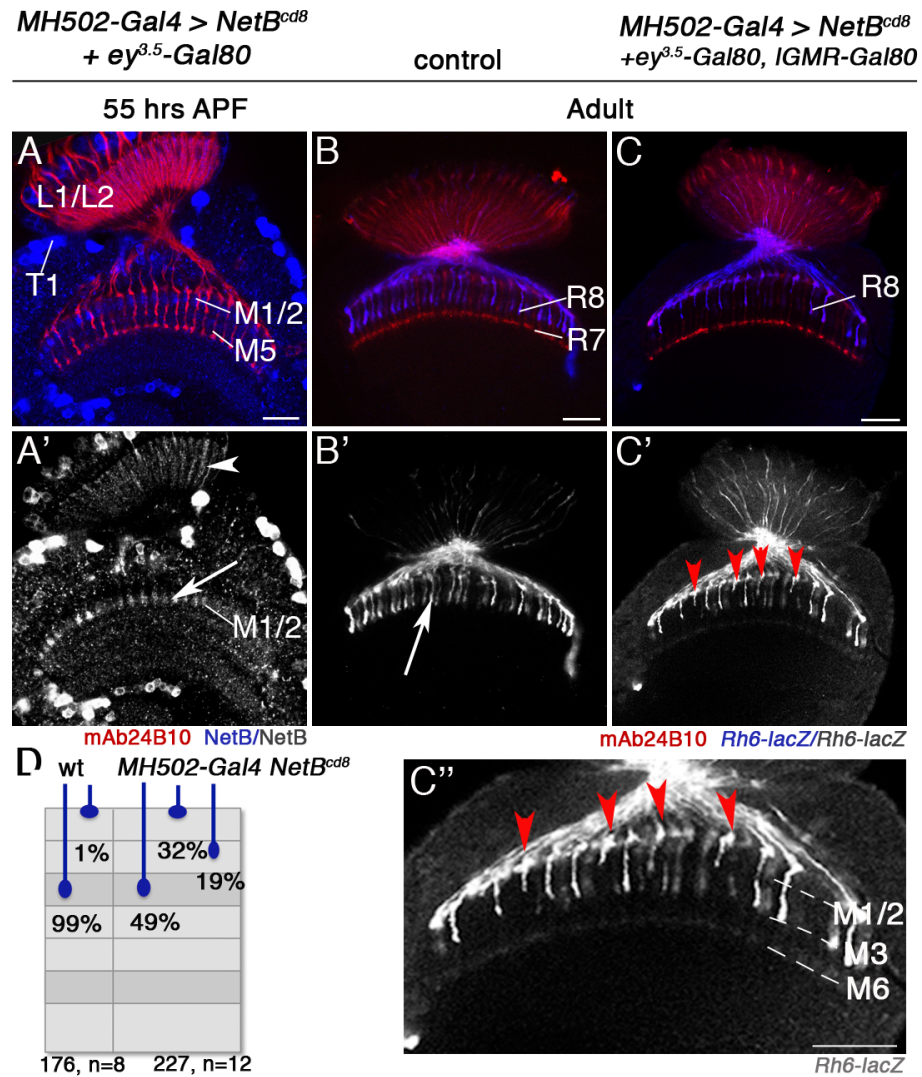 MH502-Gal4 > NetBcd8
+ ey3.5-Gal80
control
MH502-Gal4 > NetBcd8
+ey3.5-Gal80, lGMR-Gal80
55 hrs APF
Adult
A
L1/L2
T1
M1/2
M5
B
R8
R7
C
R8
A'
M1/2
B'
C'
mAb24B10 NetB/NetB
mAb24B10 Rh6-lacZ/Rh6-lacZ
D
wt MH502-Gal4 NetBcd8
1%
32%
19%
99%
49%
176, n=8 227, n=12
C''
M1/2
M3
M6
Rh6-lacZ